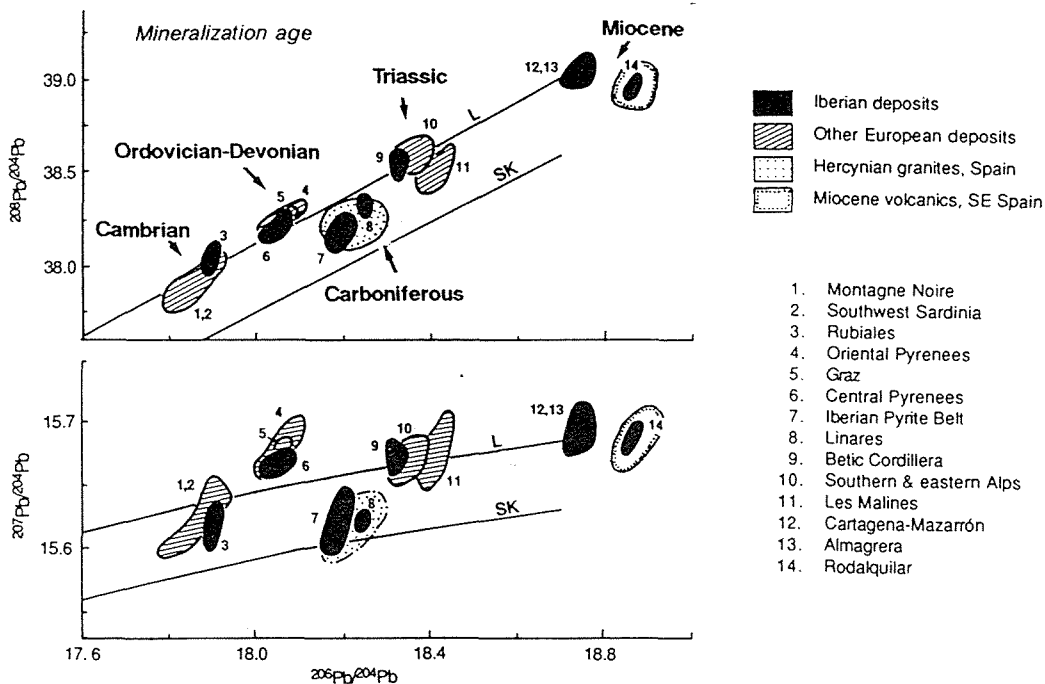 Mineralization age
Miocene
Triassic
Ordovician-Devonian
Cambrian
Carboniferous
12,13
14
L
10
9
11
SK
4
5
6
8
7
3
1,2
39.0
38.5
38.0
208Pb/204Pb
4
5
6
1,2
3
9
10
11
L
12,13
14
7
8
SK
15.7
15.6
207Pb/204Pb
17.6
18.0
18.4
18.8
206Pb/204Pb
Iberian deposits
Other European deposits
Hercynian granites, Spain
Miocene volcanics, SE Spain
1. Montagne Noire
2. Southwest Sardinia
3. Rubiales
4. Oriental Pyrenees
5. Graz
6. Central Pyrenees
7. Iberian Pyrite Belt
8. Linares
9. Betic Cordillera
10. Southern & eastern Alps
11. Les Malines
12. Cartagena-Mazarrón
13. Almagrera
14. Rodalquilar